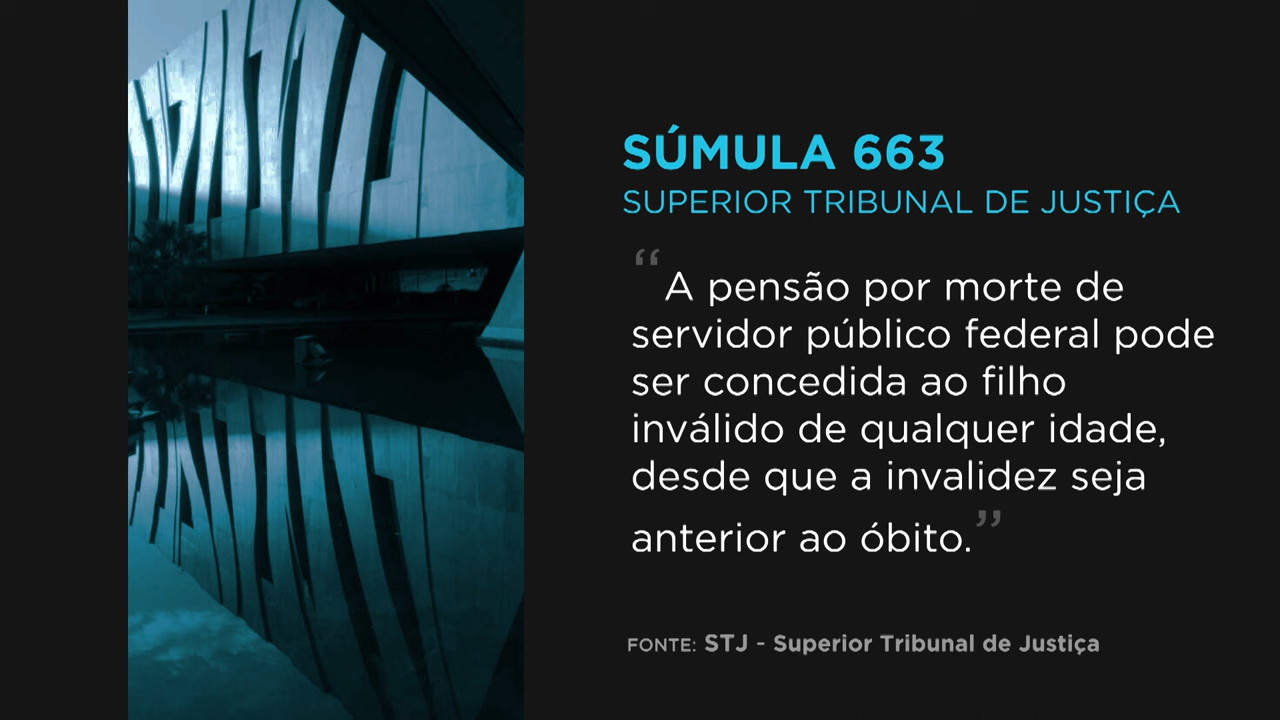 SÚMULA 663
SUPERIOR TRIBUNAL DE JUSTIÇA
“ A pensão por morte de
servidor público federal pode
ser concedida ao filho
inválido de qualquer idade,
desde que a invalidez seja
anterior ao óbito.”
FONTE: STJ - Superior Tribunal de Justiça